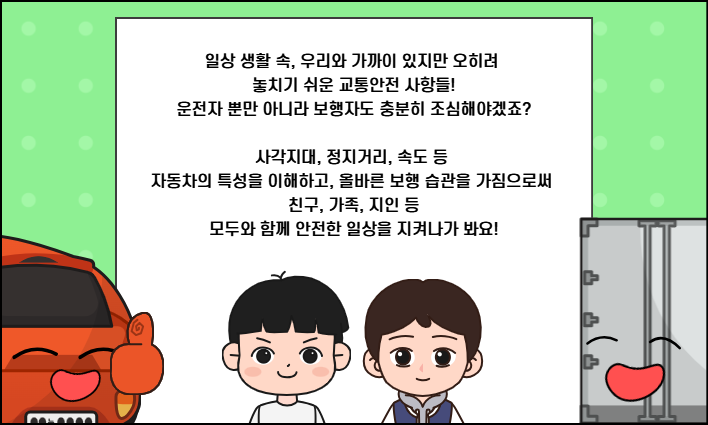 일상 생활 속, 우리와 가까이 있지만 오히려
놓치기 쉬운 교통안전 사항들!
운전자 뿐만 아니라 보행자도 충분히 조심해야겠죠?
사각지대, 정지거리, 속도 등
자동차의 특성을 이해하고, 올바른 보행 습관을 가짐으로써
친구, 가족, 지인 등
모두와 함께 안전한 일상을 지켜나가 봐요!